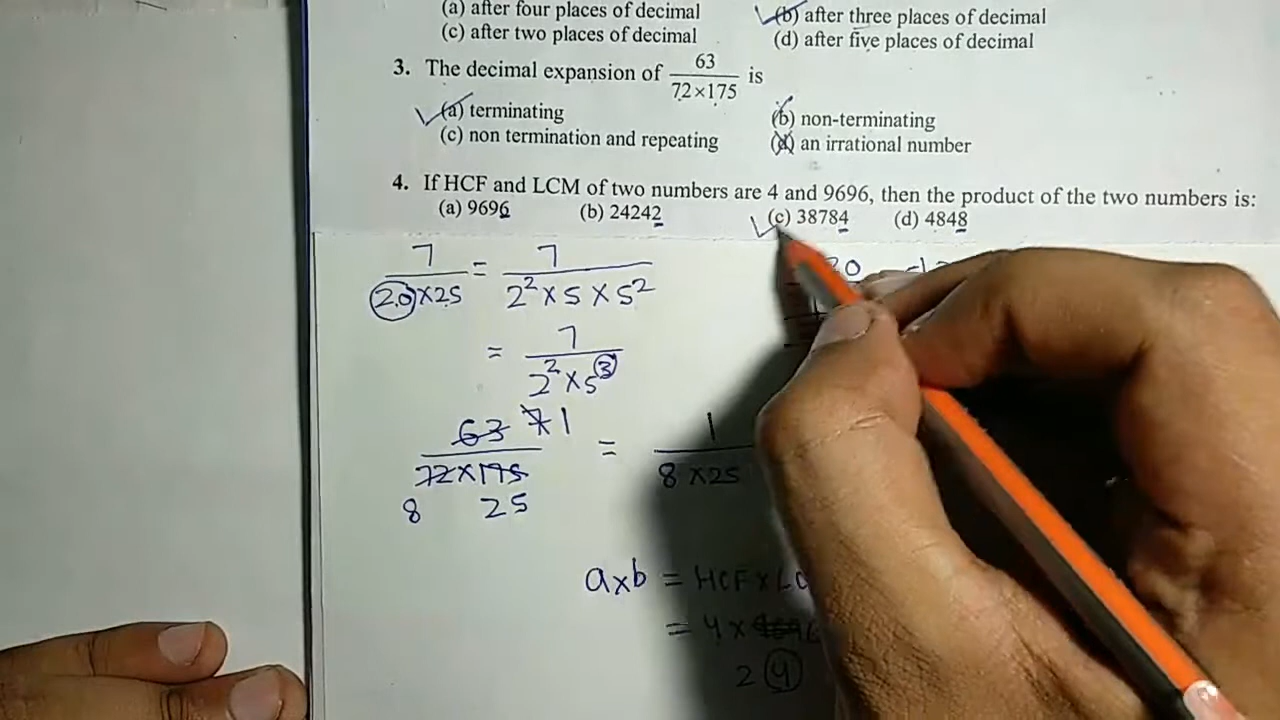 (a) after four places of decimal (b) after three places of decimal
(c) after two places of decimal (d) after five places of decimal
3. The decimal expansion of 63/72×175 is
(a) terminating (b) non-terminating
(c) non termination and repeating (d) an irrational number
4. If HCF and LCM of two numbers are 4 and 9696, then the product of the two numbers is:
(a) 9696 (b) 24242 (c) 38784 (d) 4848
7/20×25 = 7/2²×5×5²
= 7/2²×5³
63 7 1/72×175 = 1/8×25
8 25
a×b = HCF×LC
= 4×
2 4